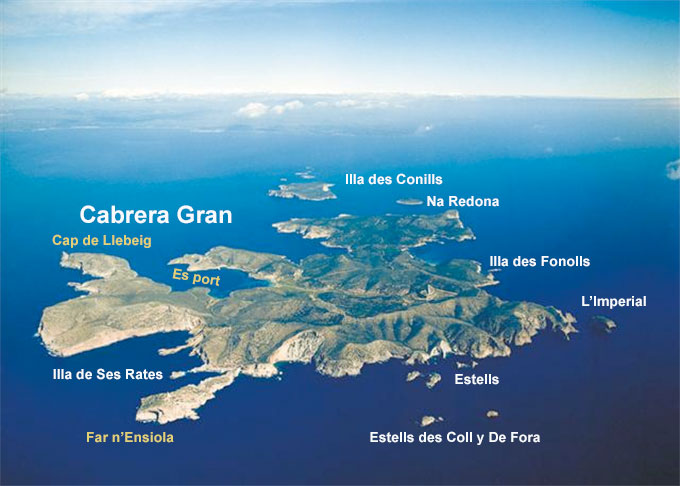 Illa des Conills
Na Redona
Cabrera Gran
Cap de Llebeig
Es port
Illa des Fonolls
L'Imperial
Illa de Ses Rates
Estells
Far n'Ensiola
Estells des Coll y De Fora